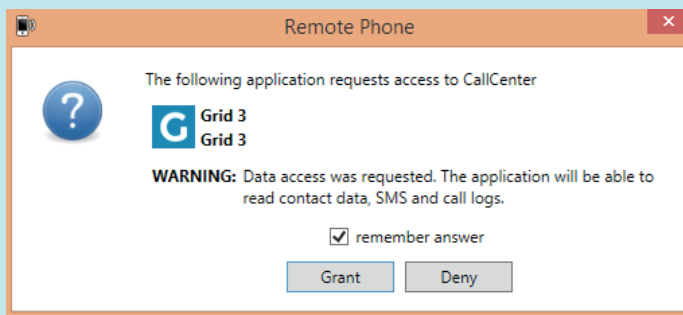 Remote Phone
The following application requests access to CallCenter
G
Grid 3
Grid 3
WARNING: Data access was requested. The application will be able to
read contact data, SMS and call logs.
remember answer
Grant Deny